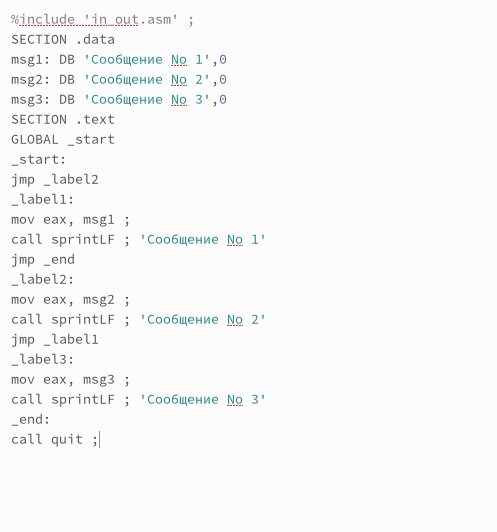 %include 'in_out.asm' ;
SECTION .data
msg1: DB 'Сообщение No 1',0
msg2: DB 'Сообщение No 2',0
msg3: DB 'Сообщение No 3',0
SECTION .text
GLOBAL _start
_start:
jmp _label2
_label1:
mov eax, msg1 ;
call sprintLF ; 'Сообщение No 1'
jmp _end
_label2:
mov eax, msg2 ;
call sprintLF ; 'Сообщение No 2'
jmp _label1
_label3:
mov eax, msg3 ;
call sprintLF ; 'Сообщение No 3'
_end:
call quit ;